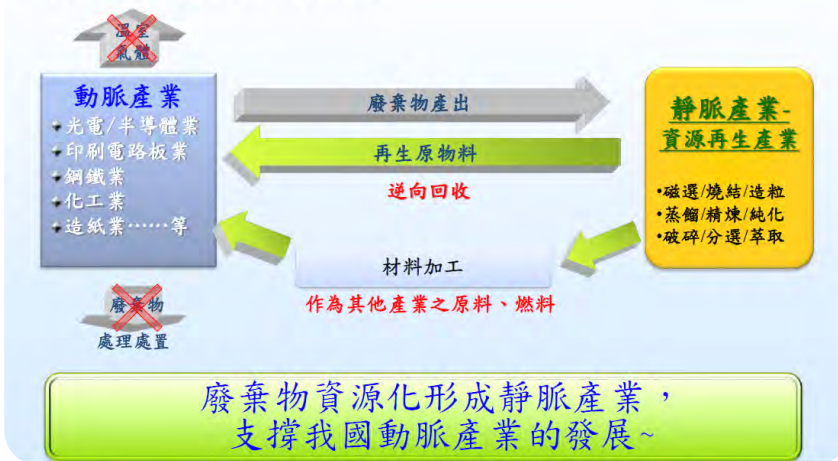 溫室
氣體
動脈產業
光電/半導體業
印刷電路板業
鋼鐵業
化工業
造紙業……等
廢棄物產出
再生原物料
逆向回收
材料加工
作為其他產業之原料、燃料
靜脈產業-
資源再生產業
•磁選/燒結/造粒
•蒸餾/精煉/純化
•破碎/分選/萃取
廢棄物
處理處置
廢棄物資源化形成靜脈產業，
支撐我國動脈產業的發展~